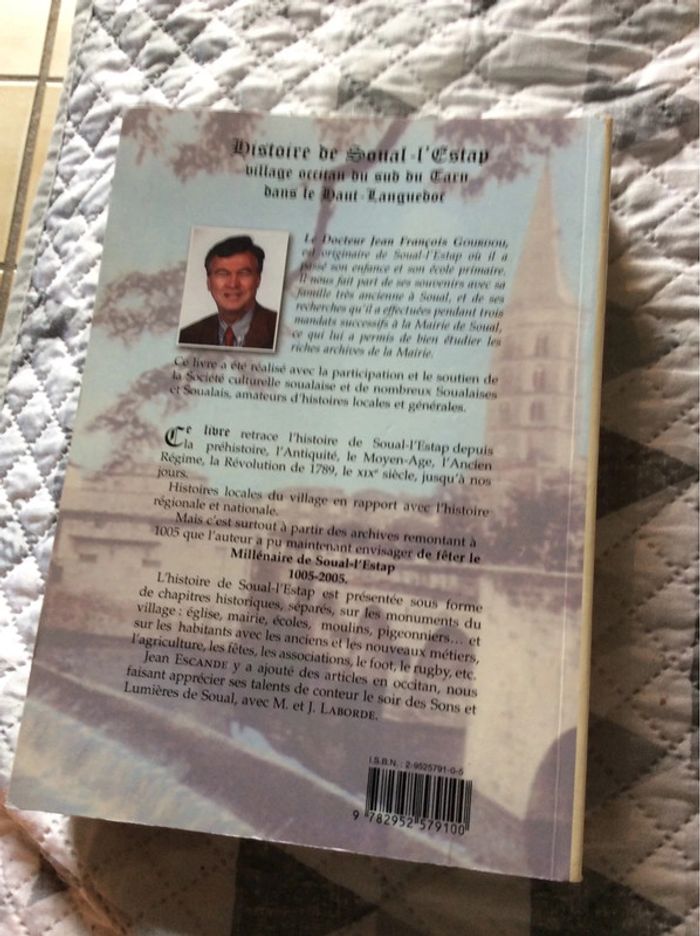 Histoire de Soual-l'Estap
village occitan du sud du Tarn
dans le Haut-Languedoc
Le Docteur Jean François GOURDOU,
est originaire de Soual-l'Estap où il a
passé son enfance et son école primaire.
Il nous fait part de ses souvenirs avec sa
famille très ancienne à Soual, et de ses
recherches qu'il a effectuées pendant trois
mandats successifs à la Mairie de Soual,
ce qui lui a permis de bien étudier les
riches archives de la Mairie.
Ce livre a été réalisé avec la participation et le soutien de
la Société culturelle soualaise et de nombreux Soualaises
et Soualais, amateurs d'histoires locales et générales.
Ce livre retrace l'histoire de Soual-l'Estap depuis
la préhistoire, l'Antiquité, le Moyen-Age, l'Ancien
Régime, la Révolution de 1789, le XIXe siècle, jusqu'à nos
jours.
Histoires locales du village en rapport avec l'histoire
régionale et nationale.
Mais c'est surtout à partir des archives remontant à
1005 que l'auteur a pu maintenant envisager de fêter le
Millénaire de Soual-l'Estap
1005-2005.
L'histoire de Soual-l'Estap est présentée sous forme
de chapitres historiques, séparés, sur les monuments du
village : église, mairie, écoles, moulins, pigeonniers... et
sur les habitants avec les anciens et les nouveaux métiers,
l'agriculture, les fêtes, les associations, le foot, le rugby, etc.
Jean ESCANDE y a ajouté des articles en occitan, nous
faisant apprécier ses talents de conteur le soir des Sons et
Lumières de Soual, avec M. et J. LABORDE.
I.S.B.N. : 2-9525791-0-5
9 782952 579100